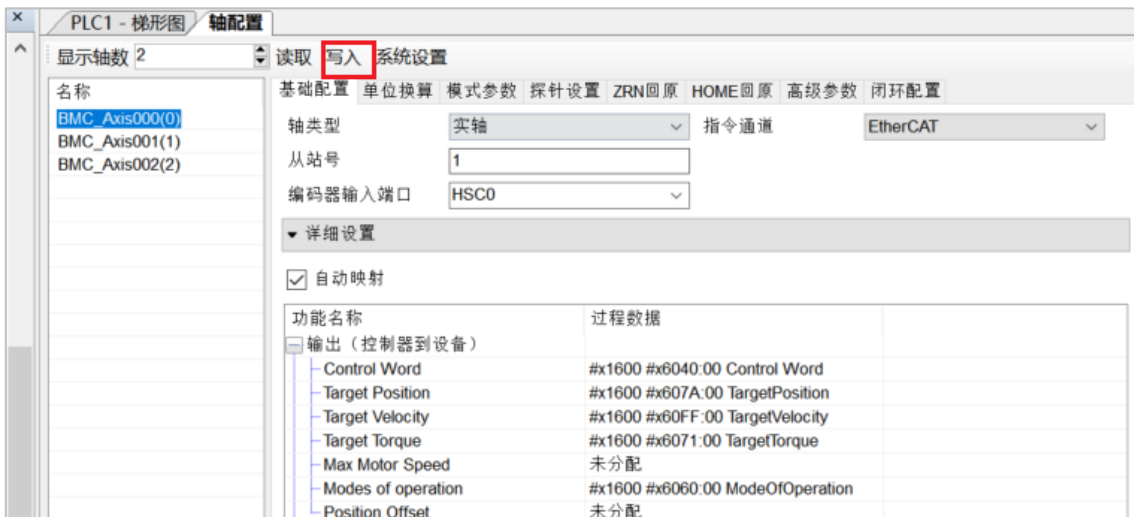 PLC1 - 梯形图 轴配置
显示轴数 2 读取 写入 系统设置
名称
BMC_Axis000(0)
BMC_Axis001(1)
BMC_Axis002(2)
基础配置 单位换算 模式参数 探针设置 ZRN回原 HOME回原 高级参数 闭环配置
轴类型 实轴 指令通道 EtherCAT
从站号 1
编码器输入端口 HSC0
详细设置
自动映射
功能名称 过程数据
输出（控制器到设备）
Control Word #x1600 #x6040:00 Control Word
Target Position #x1600 #x607A:00 TargetPosition
Target Velocity #x1600 #x60FF:00 TargetVelocity
Target Torque #x1600 #x6071:00 TargetTorque
Max Motor Speed 未分配
Modes of operation #x1600 #x6060:00 ModeOfOperation
Position Offset 未分配